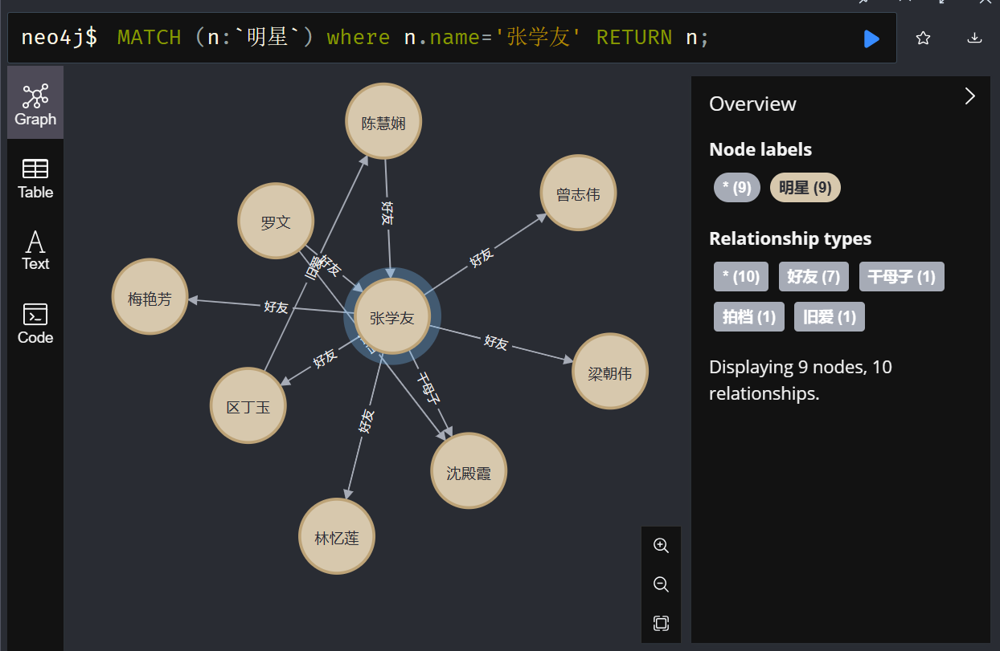 neo4j$ MATCH (n:`明星`) where n.name='张学友' RETURN n;
Graph
Table
Text
Code
陈慧娴
曾志伟
好友
罗文
好友
旧爱
好友
梅艳芳
好友
张学友
好友
好友
梁朝伟
干母子
区丁玉
好友
沈殿霞
林忆莲
Overview
Node labels
* (9)
明星 (9)
Relationship types
* (10)
好友 (7)
干母子 (1)
拍档 (1)
旧爱 (1)
Displaying 9 nodes, 10
relationships.